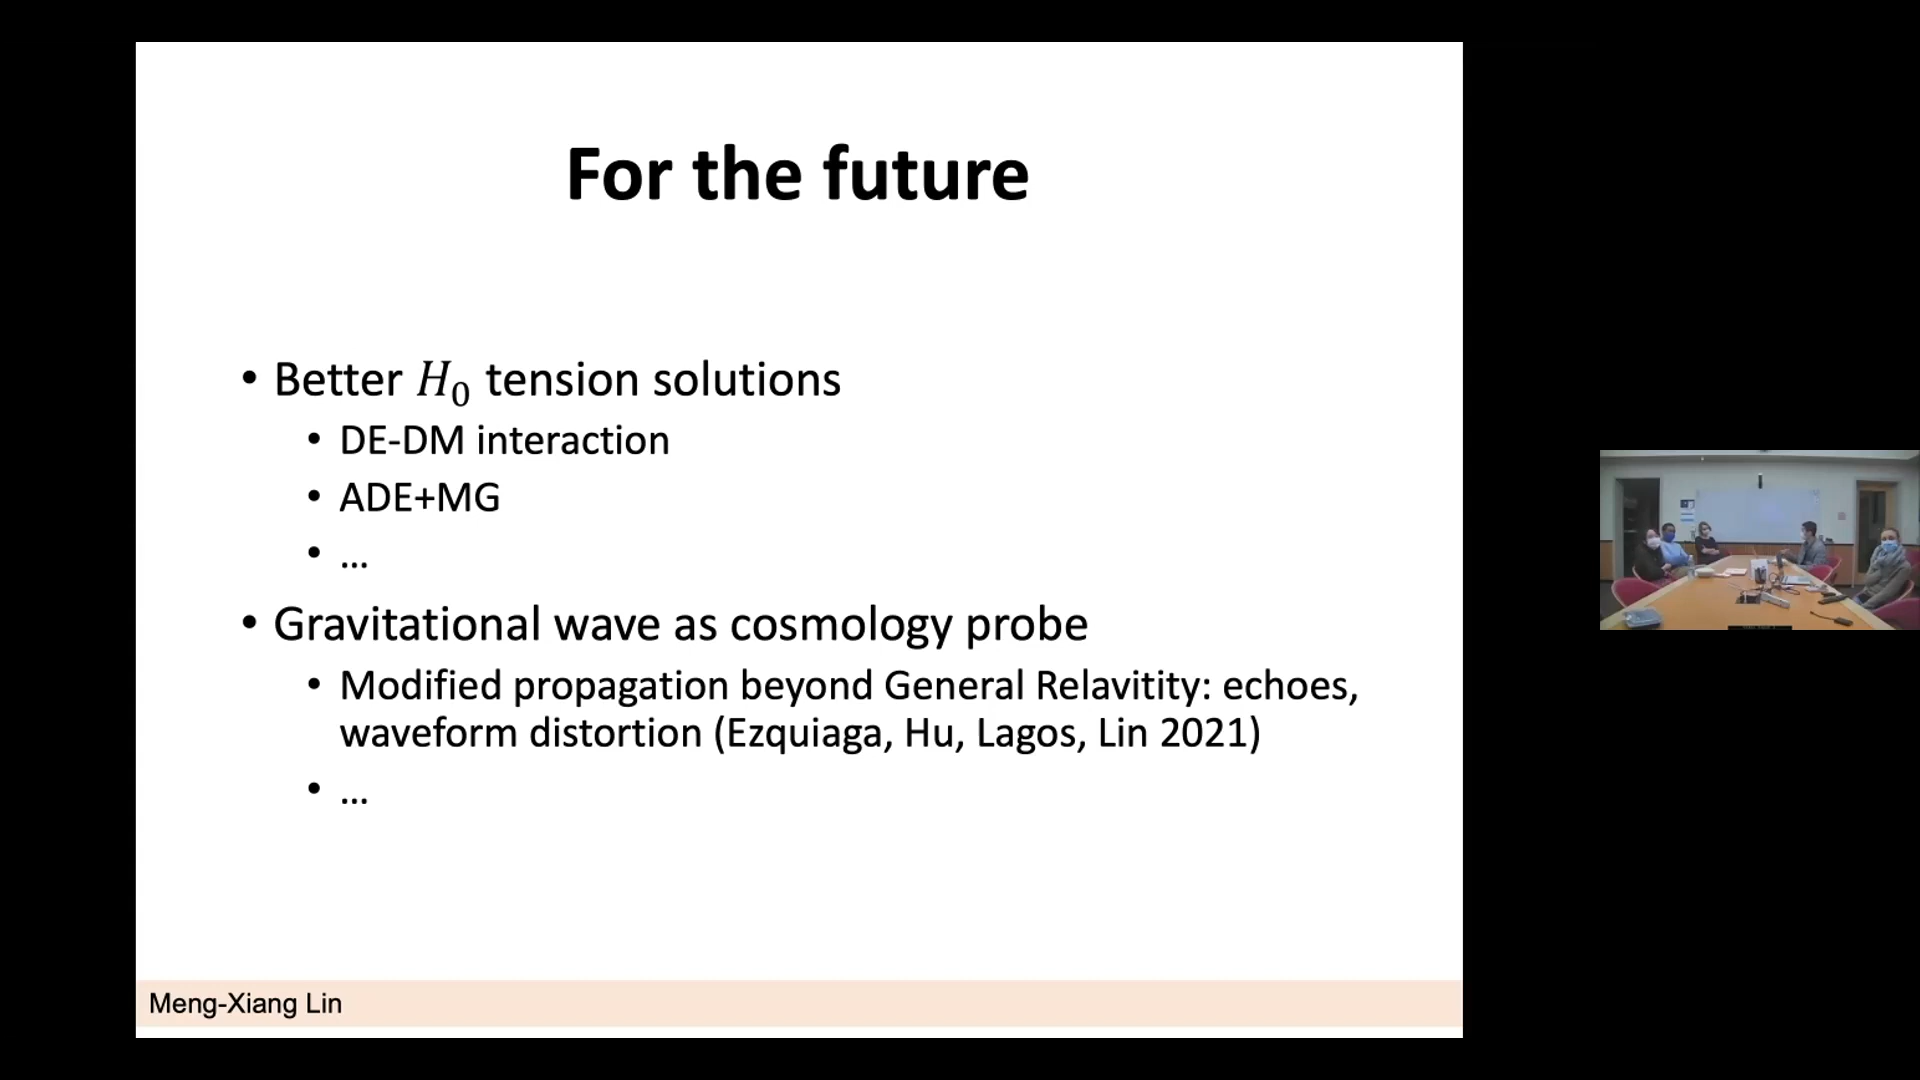 For the future
• Better H₀ tension solutions
• DE-DM interaction
• ADE+MG
• ...
• Gravitational wave as cosmology probe
• Modified propagation beyond General Relavitity: echoes,
waveform distortion (Ezquiaga, Hu, Lagos, Lin 2021)
• ...
Meng-Xiang Lin